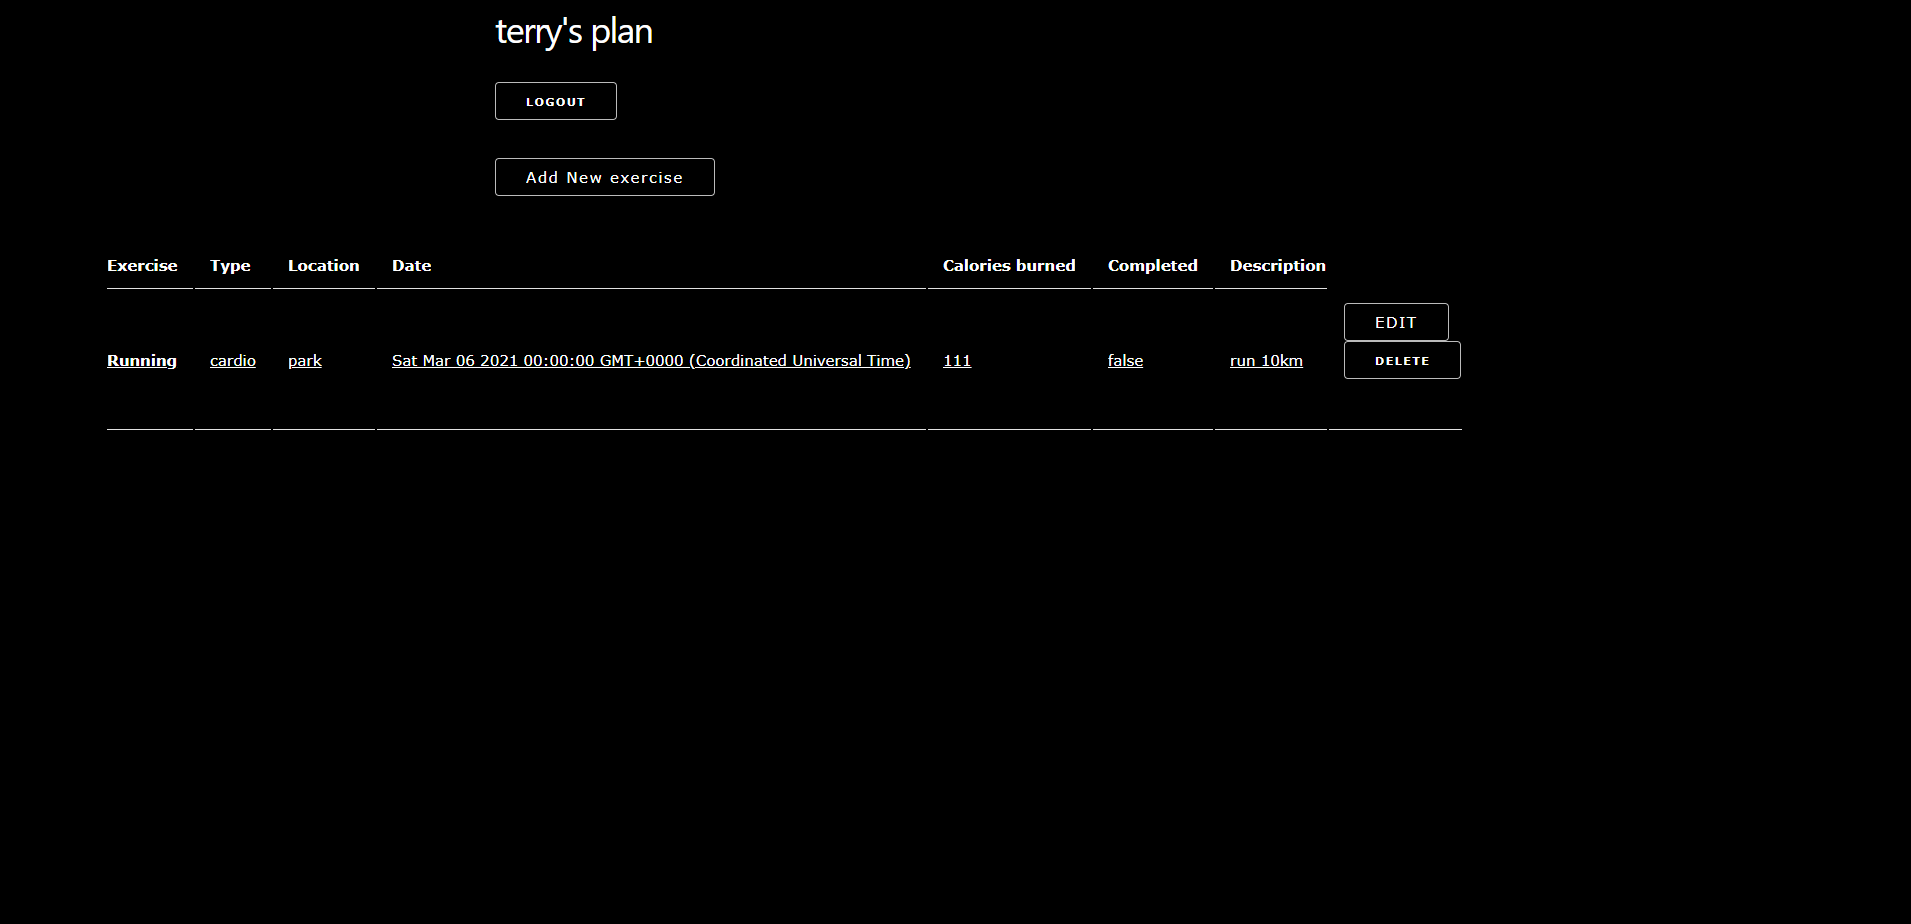 terry's plan
LOGOUT
Add New exercise
Exercise Type Location Date Calories burned Completed Description
EDIT
Running cardio park Sat Mar 06 2021 00:00:00 GMT+0000 (Coordinated Universal Time) 111 false run 10km DELETE